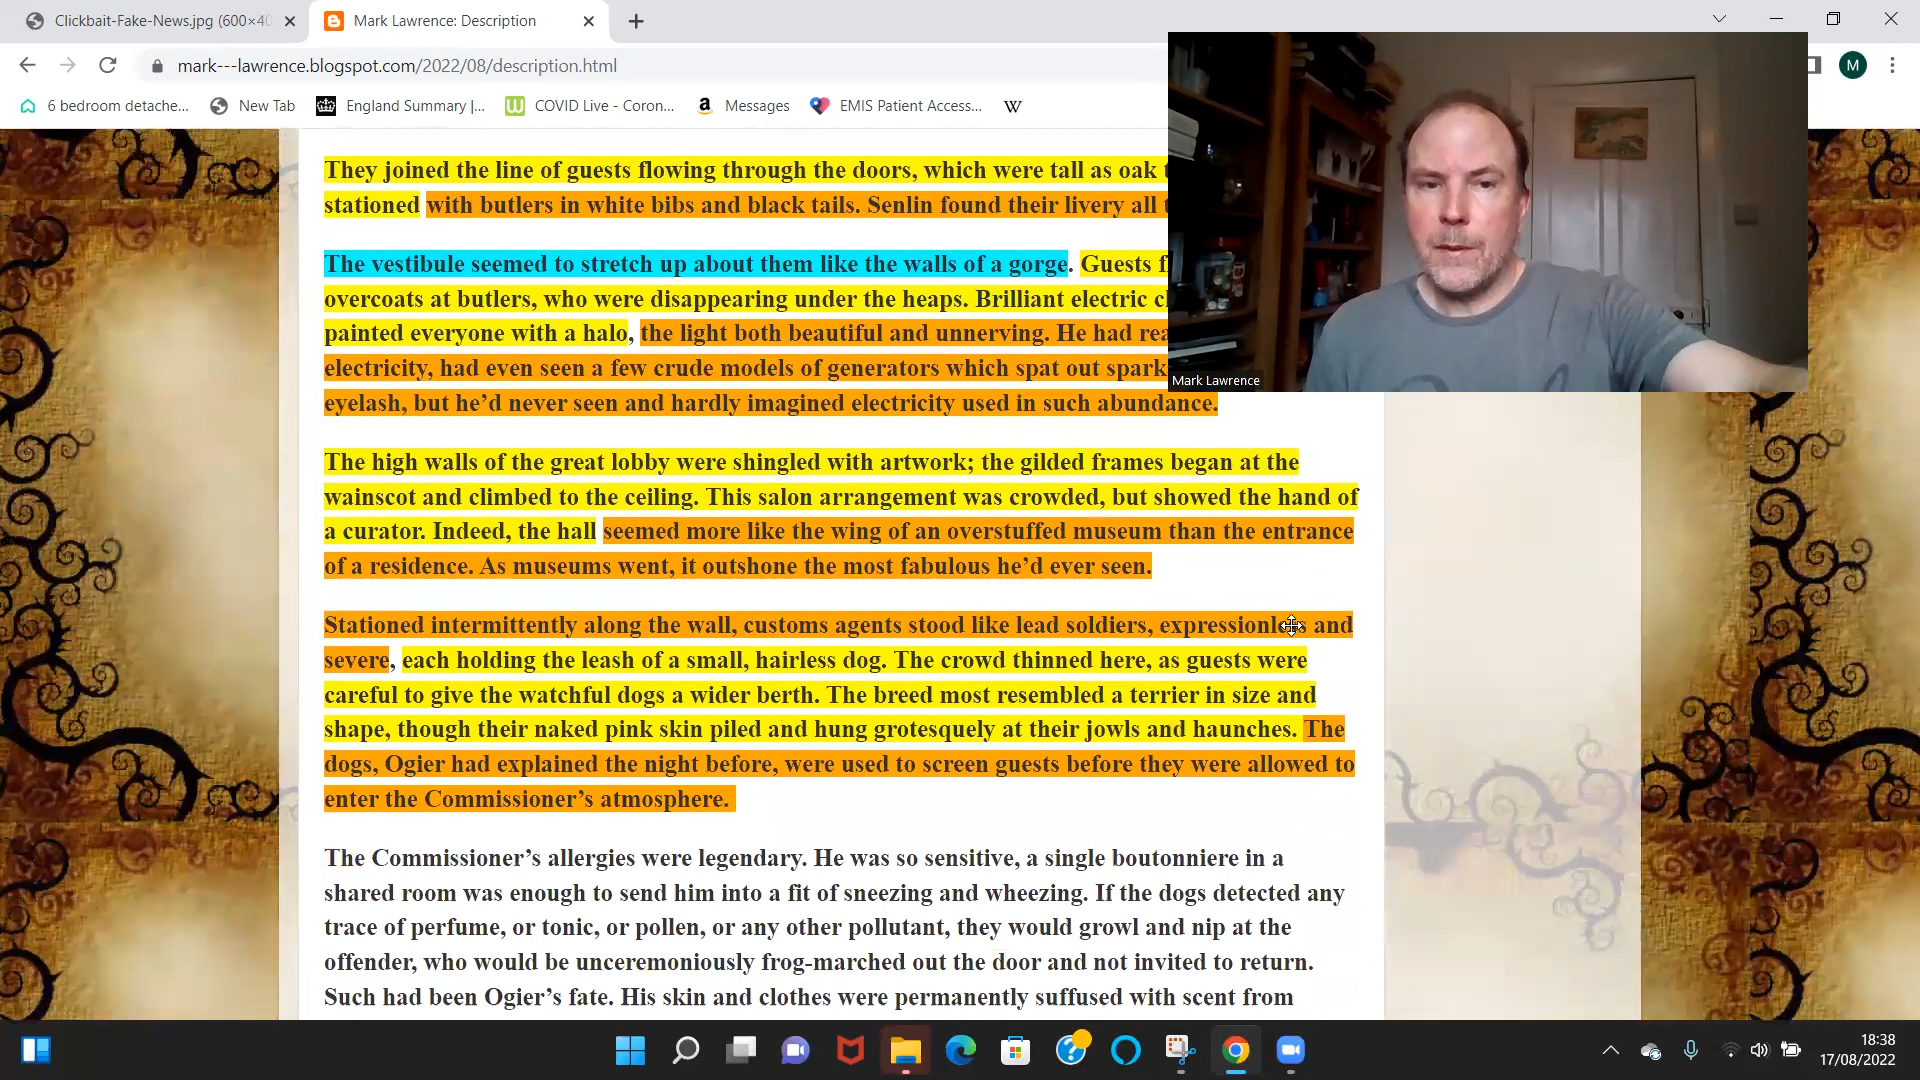 Clickbait-Fake-News.jpg (600×40
Mark Lawrence: Description
mark---lawrence.blogspot.com/2022/08/description.html
M
6 bedroom detache...
New Tab
England Summary |...
COVID Live - Coron...
Messages
EMIS Patient Access...
W
They joined the line of guests flowing through the doors, which were tall as oak
stationed with butlers in white bibs and black tails. Senlin found their livery all
The vestibule seemed to stretch up about them like the walls of a gorge. Guests
overcoats at butlers, who were disappearing under the heaps. Brilliant electric
painted everyone with a halo, the light both beautiful and unnerving. He had
electricity, had even seen a few crude models of generators which spat out
eyelash, but he’d never seen and hardly imagined electricity used in such abundance.
Mark Lawrence
The high walls of the great lobby were shingled with artwork; the gilded frames began at the
wainscot and climbed to the ceiling. This salon arrangement was crowded, but showed the hand of
a curator. Indeed, the hall seemed more like the wing of an overstuffed museum than the entrance
of a residence. As museums went, it outshone the most fabulous he’d ever seen.
Stationed intermittently along the wall, customs agents stood like lead soldiers, expressionless and
severe, each holding the leash of a small, hairless dog. The crowd thinned here, as guests were
careful to give the watchful dogs a wider berth. The breed most resembled a terrier in size and
shape, though their naked pink skin piled and hung grotesquely at their jowls and haunches. The
dogs, Ogier had explained the night before, were used to screen guests before they were allowed to
enter the Commissioner’s atmosphere.
The Commissioner’s allergies were legendary. He was so sensitive, a single boutonniere in a
shared room was enough to send him into a fit of sneezing and wheezing. If the dogs detected any
trace of perfume, or tonic, or pollen, or any other pollutant, they would growl and nip at the
offender, who would be unceremoniously frog-marched out the door and not invited to return.
Such had been Ogier’s fate. His skin and clothes were permanently suffused with scent from
18:38
17/08/2022